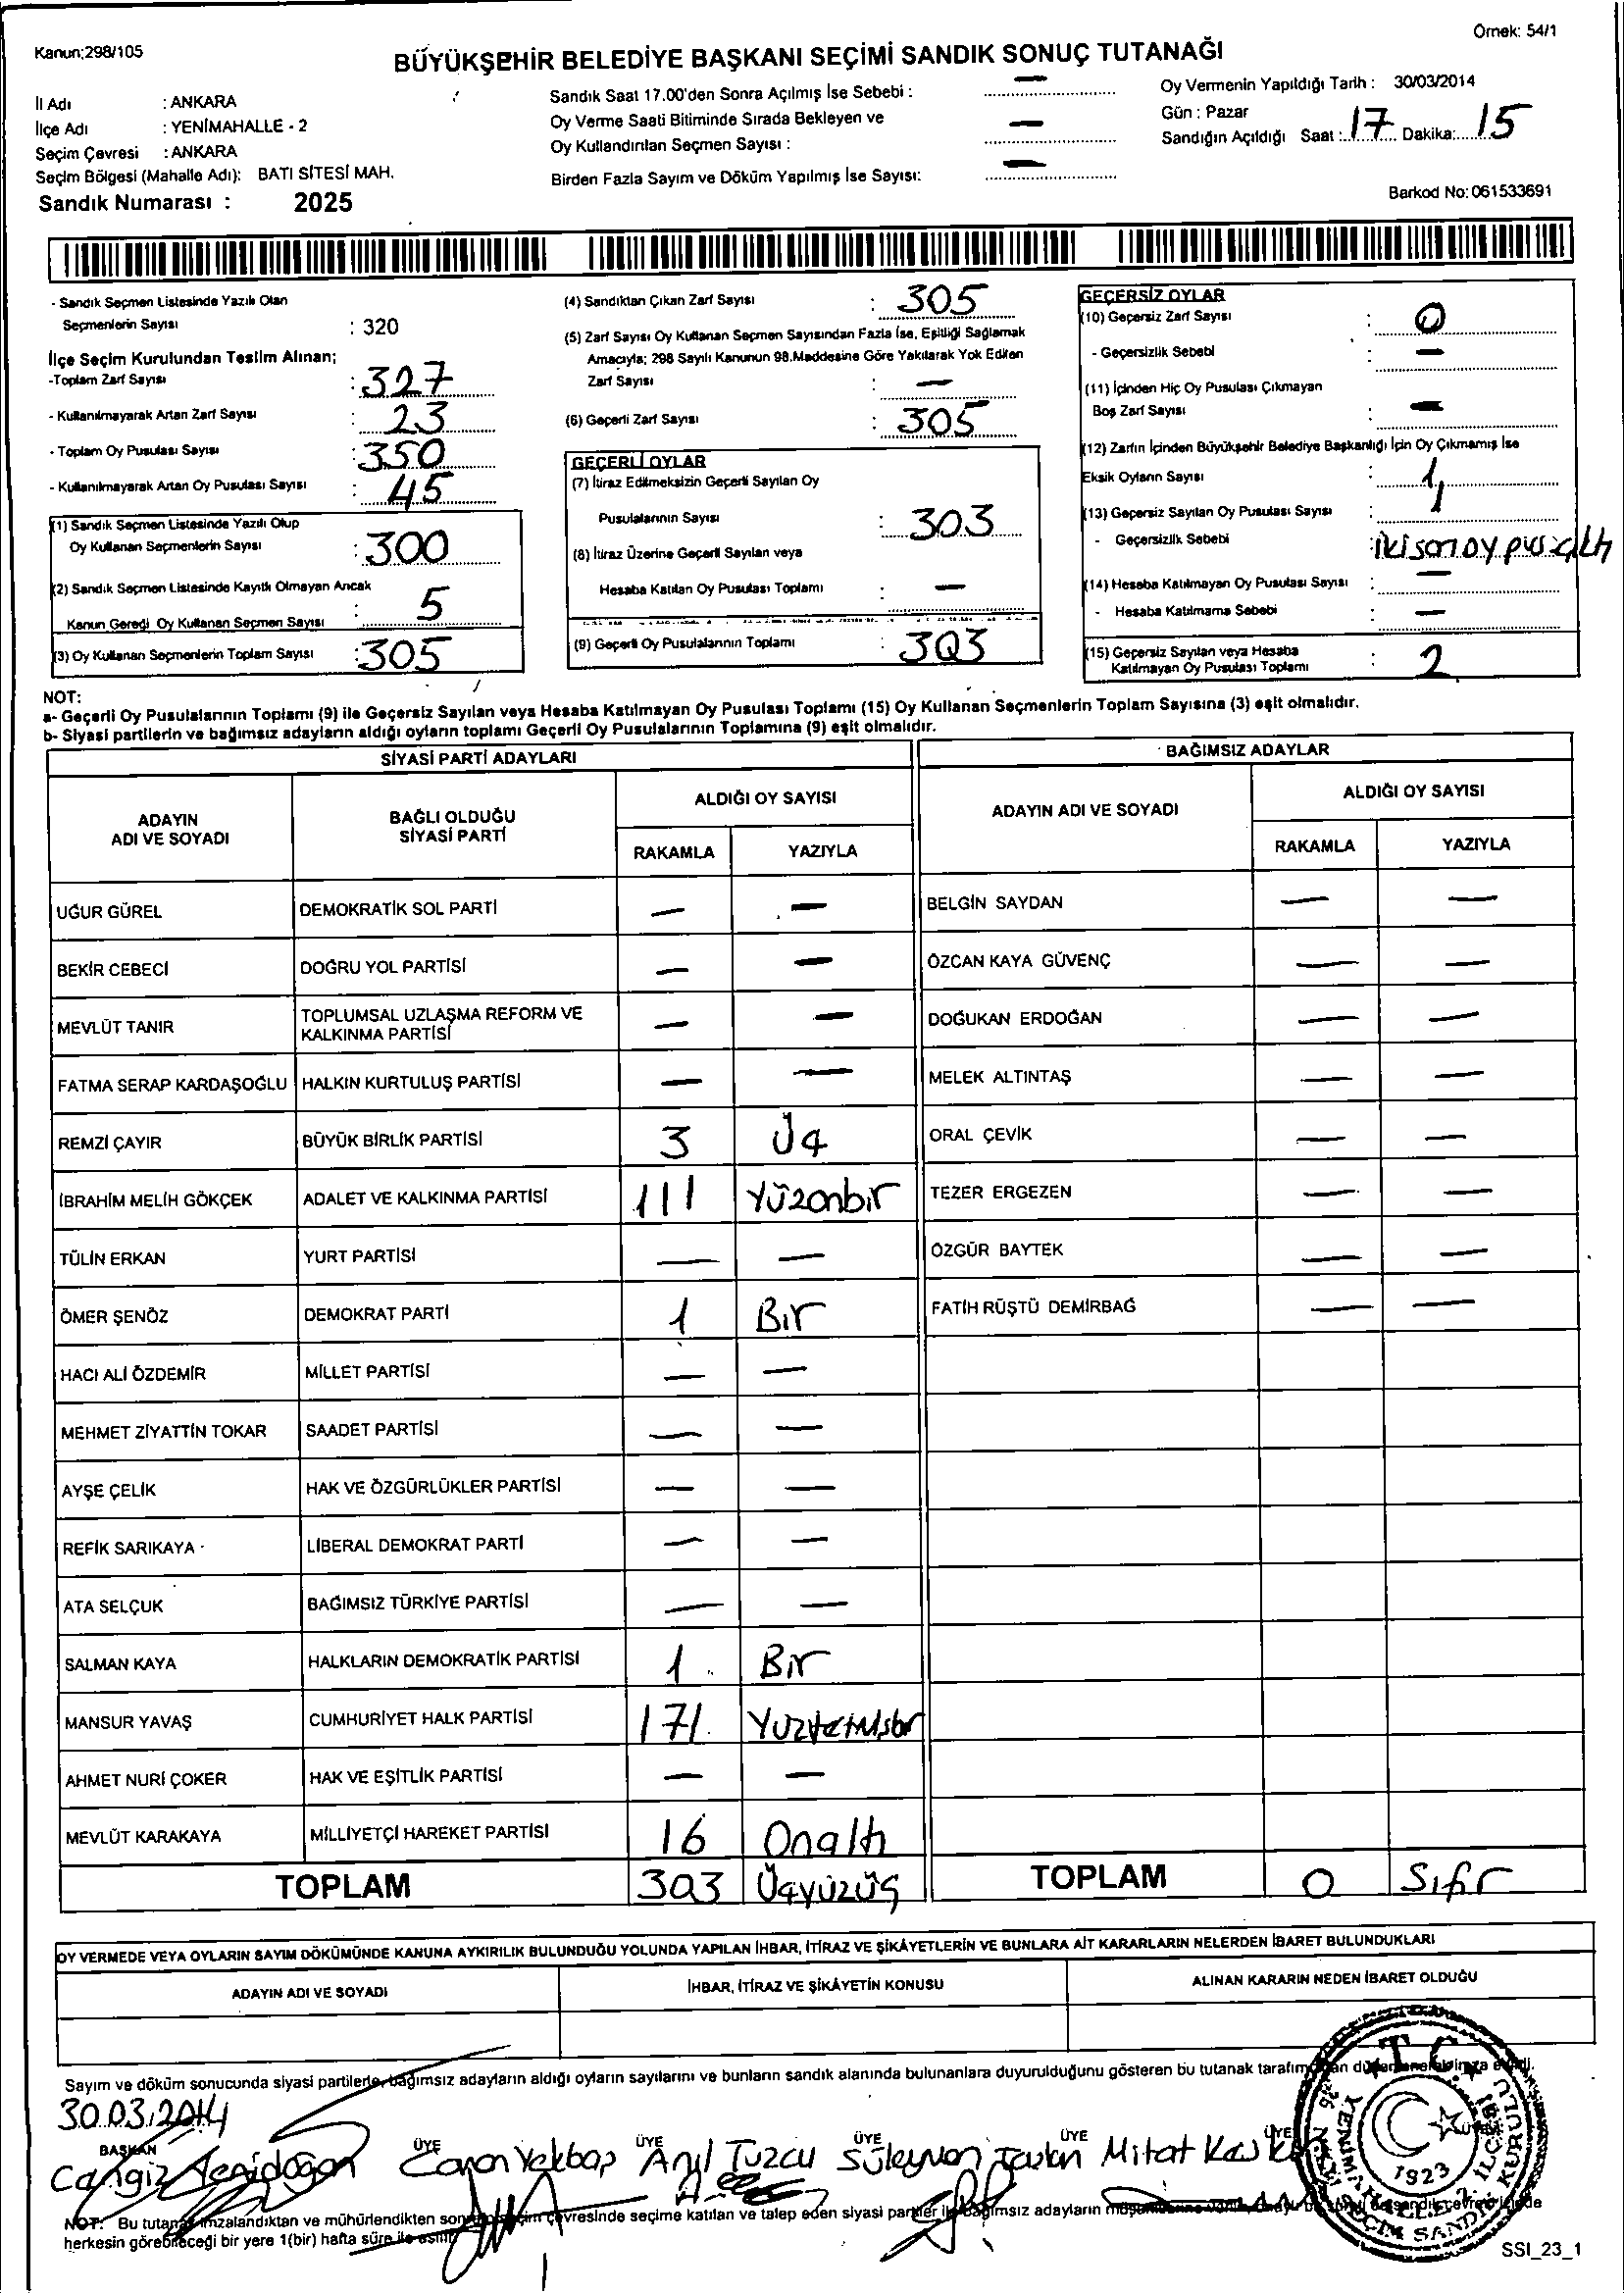 Örnek: 54/1
Kanun:298/105
BÜYÜKŞEHİR BELEDİYE BAŞKANI SEÇİMİ SANDIK SONUÇ TUTANAĞI
İl Adı : ANKARA
İlçe Adı : YENİMAHALLE - 2
Seçim Çevresi : ANKARA
Seçim Bölgesi (Mahalle Adı): BATI SİTESİ MAH.
Sandık Numarası : 2025
Sandık Saat 17.00'den Sonra Açılmış İse Sebebi : —
Oy Verme Saati Bitiminde Sırada Bekleyen ve
Oy Kullandırılan Seçmen Sayısı : —
Birden Fazla Sayım ve Döküm Yapılmış İse Sayısı: —
Oy Vermenin Yapıldığı Tarih : 30/03/2014
Gün : Pazar
Sandığın Açıldığı Saat : 17 Dakika: 15
Barkod No: 061533691
- Sandık Seçmen Listesinde Yazılı Olan
Seçmenlerin Sayısı : 320
İlçe Seçim Kurulundan Teslim Alınan;
-Toplam Zarf Sayısı : 327
- Kullanılmayarak Artan Zarf Sayısı : 23
- Toplam Oy Pusulası Sayısı : 350
- Kullanılmayarak Artan Oy Pusulası Sayısı : 45
(1) Sandık Seçmen Listesinde Yazılı Olup
Oy Kullanan Seçmenlerin Sayısı : 300
(2) Sandık Seçmen Listesinde Kayıtlı Olmayan Ancak
Kanun Gereği Oy Kullanan Seçmen Sayısı : 5
(3) Oy Kullanan Seçmenlerin Toplam Sayısı : 305
(4) Sandıktan Çıkan Zarf Sayısı : 305
(5) Zarf Sayısı Oy Kullanan Seçmen Sayısından Fazla İse, Eşitliği Sağlamak
Amacıyla; 298 Sayılı Kanunun 98.Maddesine Göre Yakılarak Yok Edilen
Zarf Sayısı : —
(6) Geçerli Zarf Sayısı : 305
GEÇERLİ OYLAR
(7) İtiraz Edilmeksizin Geçerli Sayılan Oy
Pusulalarının Sayısı : 303
(8) İtiraz Üzerine Geçerli Sayılan veya
Hesaba Katılan Oy Pusulası Toplamı : —
(9) Geçerli Oy Pusulalarının Toplamı : 303
GEÇERSİZ OYLAR
(10) Geçersiz Zarf Sayısı : 0
- Geçersizlik Sebebi : —
(11) İçinden Hiç Oy Pusulası Çıkmayan
Boş Zarf Sayısı : —
(12) Zarfın İçinden Büyükşehir Belediye Başkanlığı İçin Oy Çıkmamış İse
Eksik Oyların Sayısı : 1
(13) Geçersiz Sayılan Oy Pusulası Sayısı : 1
- Geçersizlik Sebebi :
(14) Hesaba Katılmayan Oy Pusulası Sayısı : —
- Hesaba Katılmama Sebebi : —
(15) Geçersiz Sayılan veya Hesaba
Katılmayan Oy Pusulası Toplamı : 2
NOT:
a- Geçerli Oy Pusulalarının Toplamı (9) ile Geçersiz Sayılan veya Hesaba Katılmayan Oy Pusulası Toplamı (15) Oy Kullanan Seçmenlerin Toplam Sayısına (3) eşit olmalıdır.
b- Siyasi partilerin ve bağımsız adayların aldığı oyların toplamı Geçerli Oy Pusulalarının Toplamına (9) eşit olmalıdır.
SİYASİ PARTİ ADAYLARI
ADAYIN ADI VE SOYADI
BAĞLI OLDUĞU SİYASİ PARTİ
ALDIĞI OY SAYISI
RAKAMLA YAZIYLA
UĞUR GÜREL DEMOKRATİK SOL PARTİ — —
BEKİR CEBECİ DOĞRU YOL PARTİSİ — —
MEVLÜT TANIR TOPLUMSAL UZLAŞMA REFORM VE KALKINMA PARTİSİ — —
FATMA SERAP KARDAŞOĞLU HALKIN KURTULUŞ PARTİSİ — —
REMZİ ÇAYIR BÜYÜK BİRLİK PARTİSİ 3 Üç
İBRAHİM MELİH GÖKÇEK ADALET VE KALKINMA PARTİSİ 111 Yüzonbir
TÜLİN ERKAN YURT PARTİSİ — —
ÖMER ŞENÖZ DEMOKRAT PARTİ 1 Bir
HACI ALİ ÖZDEMİR MİLLET PARTİSİ — —
MEHMET ZİYATTİN TOKAR SAADET PARTİSİ — —
AYŞE ÇELİK HAK VE ÖZGÜRLÜKLER PARTİSİ — —
REFİK SARIKAYA LİBERAL DEMOKRAT PARTİ — —
ATA SELÇUK BAĞIMSIZ TÜRKİYE PARTİSİ — —
SALMAN KAYA HALKLARIN DEMOKRATİK PARTİSİ 1 Bir
MANSUR YAVAŞ CUMHURİYET HALK PARTİSİ 171
AHMET NURİ ÇOKER HAK VE EŞİTLİK PARTİSİ — —
MEVLÜT KARAKAYA MİLLİYETÇİ HAREKET PARTİSİ 16 Onaltı
TOPLAM 303 Üçyüzüç
BAĞIMSIZ ADAYLAR
ADAYIN ADI VE SOYADI
ALDIĞI OY SAYISI
RAKAMLA YAZIYLA
BELGİN SAYDAN — —
ÖZCAN KAYA GÜVENÇ — —
DOĞUKAN ERDOĞAN — —
MELEK ALTINTAŞ — —
ORAL ÇEVİK — —
TEZER ERGEZEN — —
ÖZGÜR BAYTEK — —
FATİH RÜŞTÜ DEMİRBAĞ — —
TOPLAM 0 Sıfır
OY VERMEDE VEYA OYLARIN SAYIM DÖKÜMÜNDE KANUNA AYKIRILIK BULUNDUĞU YOLUNDA YAPILAN İHBAR, İTİRAZ VE ŞİKÂYETLERİN VE BUNLARA AİT KARARLARIN NELERDEN İBARET BULUNDUKLARI
ADAYIN ADI VE SOYADI
İHBAR, İTİRAZ VE ŞİKÂYETİN KONUSU
ALINAN KARARIN NEDEN İBARET OLDUĞU
Sayım ve döküm sonucunda siyasi partilerle, bağımsız adayların aldığı oyların sayılarını ve bunların sandık alanında bulunanlara duyurulduğunu gösteren bu tutanak
30.03.2014
BAŞKAN ÜYE ÜYE ÜYE ÜYE ÜYE
Anıl Tuzcu Süleyman Mitat
T.C.
1923
NOT: Bu tutanak imzalandıktan ve mühürlendikten sonra seçim çevresinde seçime katılan ve talep eden siyasi partiler ile bağımsız adayların
herkesin görebileceği bir yere 1(bir) hafta süre ile asılır.
SSI_23_1